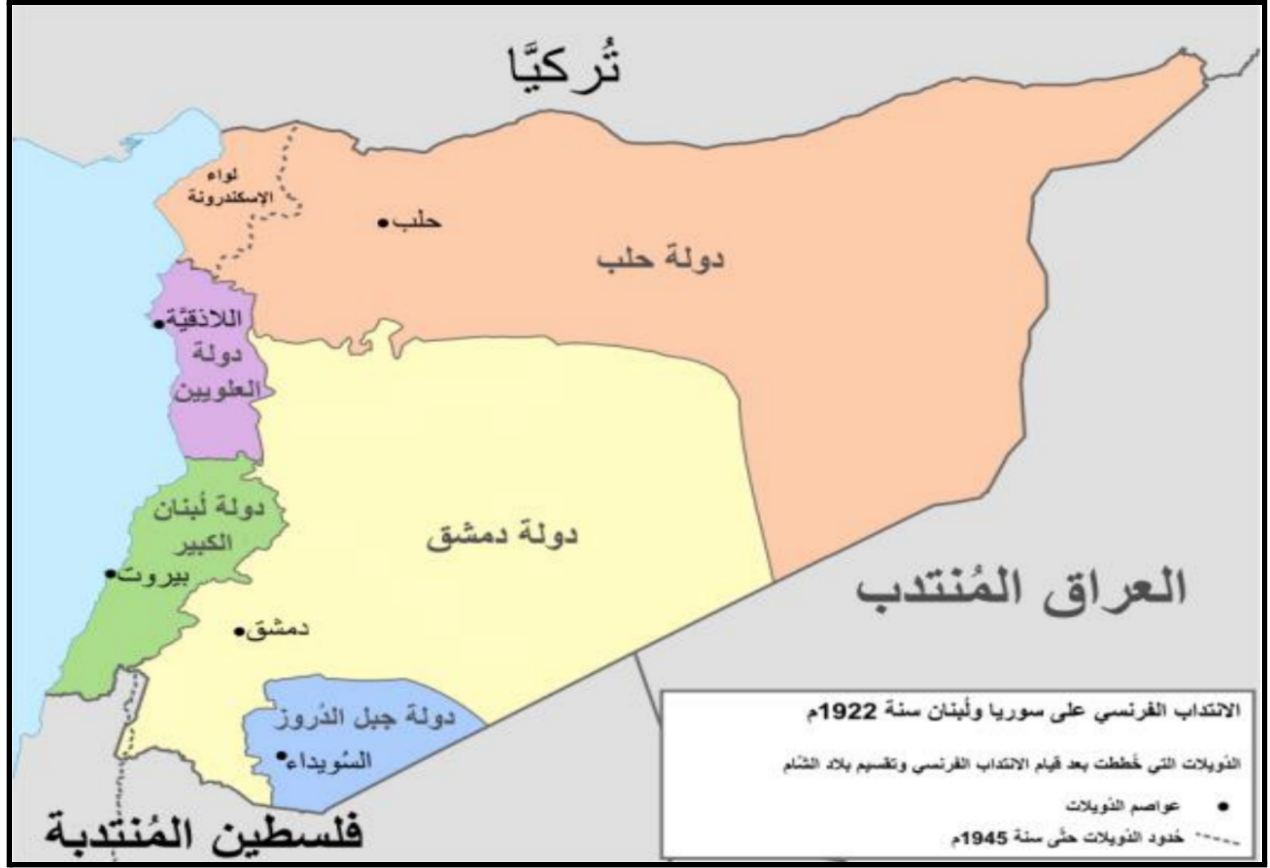 تُركيَّا
لواء
الإسكندرونة
حلب
دولة حلب
اللاذقيَّة
دولة
العلويين
دولة لُبنان
الكبير
بيروت
دولة دمشق
دمشق
العراق المُنتدب
دولة جبل الدُروز
السُويداء
فلسطين المُنتدبة
الانتداب الفرنسي على سوريا ولُبنان سنة 1922م
الدُويلات التي خُططت بعد قيام الانتداب الفرنسي وتقسيم بلاد الشَّام
عواصم الدُويلات
حُدود الدُويلات حتَّى سنة 1945م